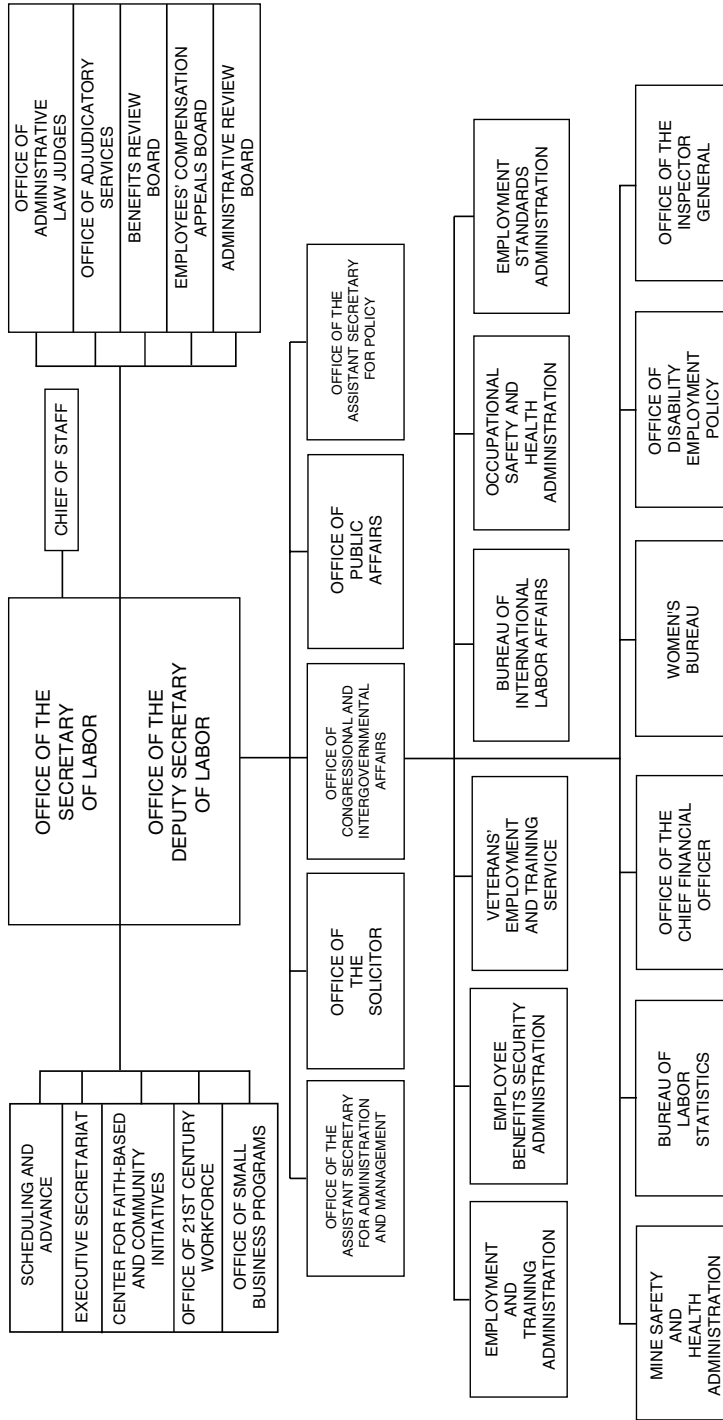 OFFICE OF THE
SECRETARY
OF LABOR
OFFICE OF THE
DEPUTY SECRETARY
OF LABOR
CHIEF OF STAFF
SCHEDULING AND
ADVANCE
EXECUTIVE SECRETARIAT
CENTER FOR FAITH-BASED
AND COMMUNITY
INITIATIVES
OFFICE OF 21ST CENTURY
WORKFORCE
OFFICE OF SMALL
BUSINESS PROGRAMS
OFFICE OF
ADMINISTRATIVE
LAW JUDGES
OFFICE OF ADJUDICATORY
SERVICES
BENEFITS REVIEW
BOARD
EMPLOYEES' COMPENSATION
APPEALS BOARD
ADMINISTRATIVE REVIEW
BOARD
OFFICE OF THE
ASSISTANT SECRETARY
FOR ADMINISTRATION
AND MANAGEMENT
OFFICE OF
THE
SOLICITOR
OFFICE OF
CONGRESSIONAL AND
INTERGOVERNMENTAL
AFFAIRS
OFFICE OF
PUBLIC
AFFAIRS
OFFICE OF THE
ASSISTANT SECRETARY
FOR POLICY
EMPLOYMENT
AND
TRAINING
ADMINISTRATION
EMPLOYEE
BENEFITS SECURITY
ADMINISTRATION
VETERANS'
EMPLOYMENT
AND TRAINING
SERVICE
BUREAU OF
INTERNATIONAL
LABOR AFFAIRS
OCCUPATIONAL
SAFETY AND
HEALTH
ADMINISTRATION
EMPLOYMENT
STANDARDS
ADMINISTRATION
MINE SAFETY
AND
HEALTH
ADMINISTRATION
BUREAU OF
LABOR
STATISTICS
OFFICE OF THE
CHIEF FINANCIAL
OFFICER
WOMEN'S
BUREAU
OFFICE OF
DISABILITY
EMPLOYMENT
POLICY
OFFICE OF THE
INSPECTOR
GENERAL